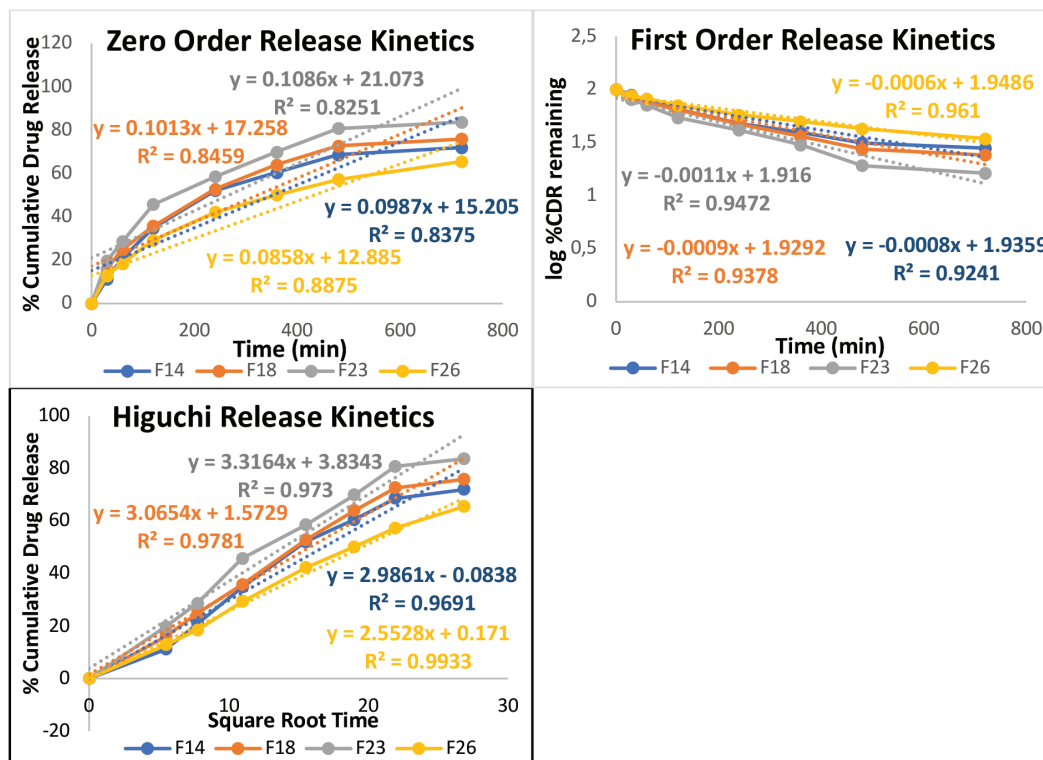 Zero Order Release Kinetics
% Cumulative Drug Release
120
100
80
60
40
20
0
y = 0.1086x + 21.073
R² = 0.8251
y = 0.1013x + 17.258
R² = 0.8459
y = 0.0987x + 15.205
R² = 0.8375
y = 0.0858x + 12.885
R² = 0.8875
0 200 400 600 800
Time (min)
F14 F18 F23 F26
First Order Release Kinetics
log %CDR remaining
2,5
2
1.5
1
0,5
0
y = -0.0006x + 1.9486
R² = 0.961
y = -0.0011x + 1.916
R² = 0.9472
y = -0.0009x + 1.9292
R² = 0.9378
y = -0.0008x + 1.9359
R² = 0.9241
0 200 400 600 800
Time (min)
F14 F18 F23 F26
Higuchi Release Kinetics
% Cumulative Drug Release
100
80
60
40
20
0
-20
y = 3.3164x + 3.8343
R² = 0.973
y = 3.0654x + 1.5729
R² = 0.9781
y = 2.9861x - 0.0838
R² = 0.9691
y = 2.5528x + 0.171
R² = 0.9933
0 10 20 30
Square Root Time
F14 F18 F23 F26